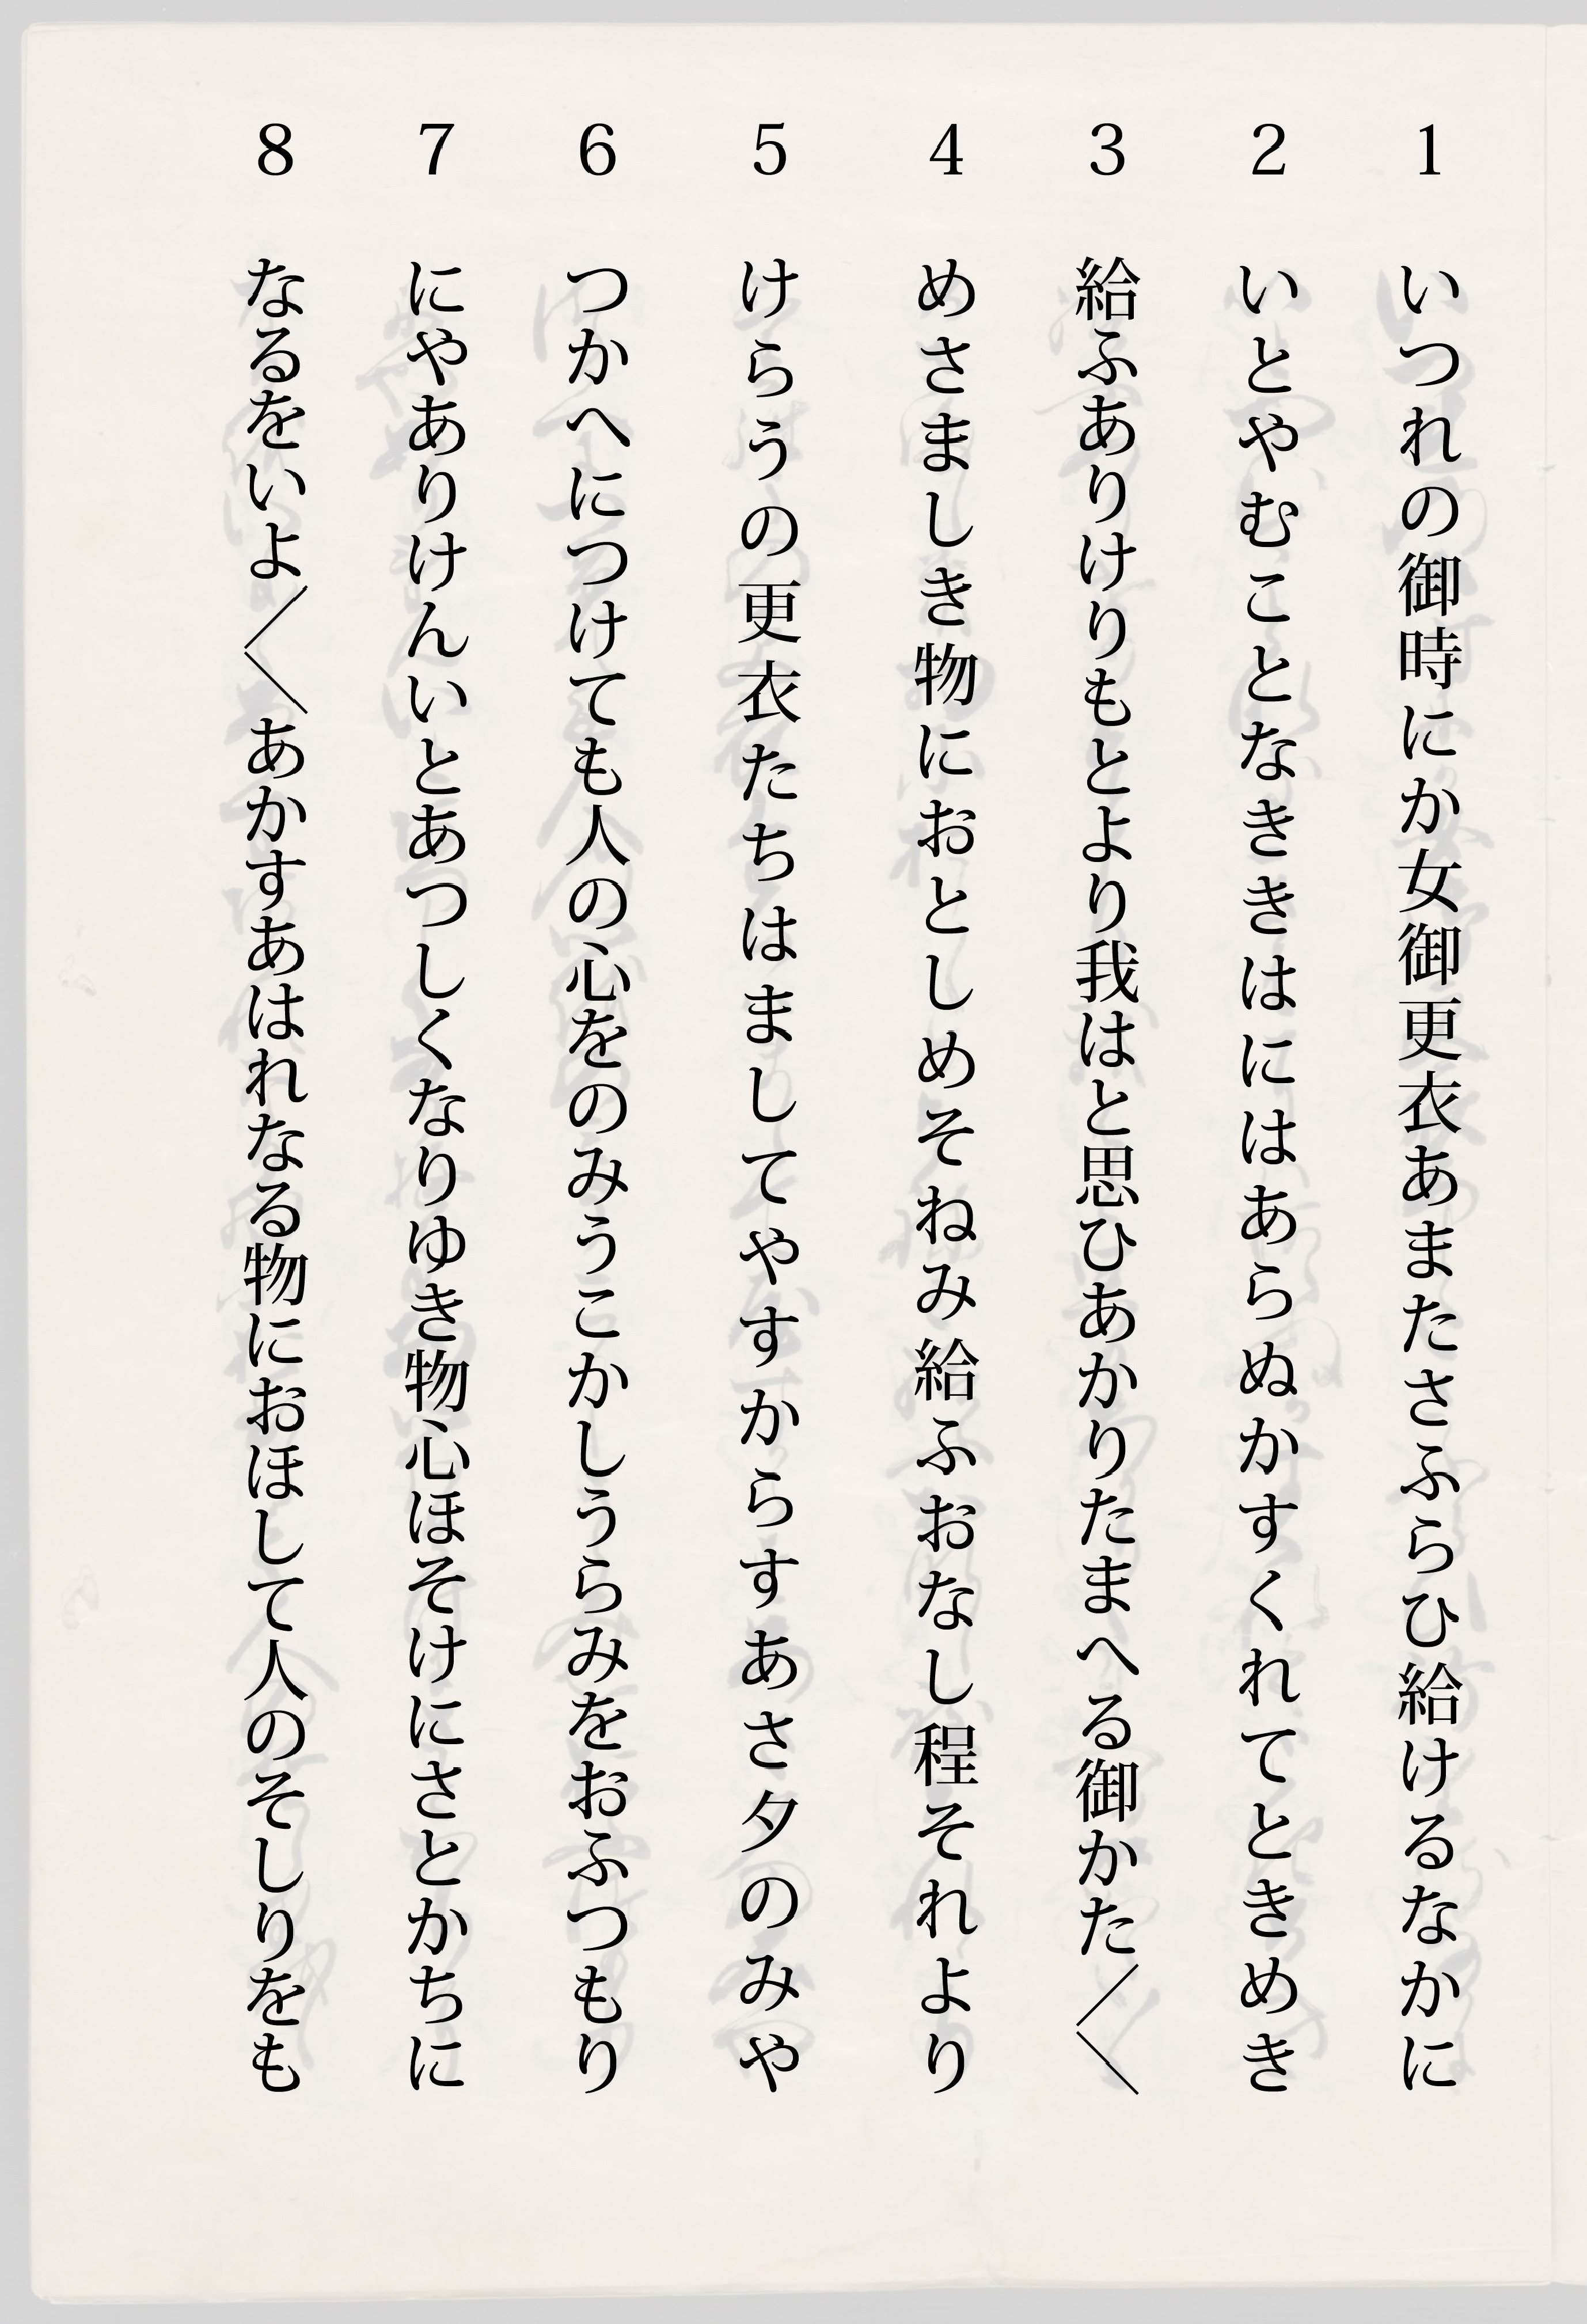 1 いつれの御時にか女御更衣あまたさふらひ給けるなかに
2 いとやむことなききはにはあらぬかすくれてときめき
3 給ふありけりもとより我はと思ひあかりたまへる御かた〱
4 めさましき物におとしめそねみ給ふおなし程それより
5 けらうの更衣たちはましてやすからすあさ夕のみや
6 つかへにつけても人の心をのみうこかしうらみをおふつもり
7 にやありけんいとあつしくなりゆき物心ほそけにさとかちに
8 なるをいよ〱あかすあはれなる物におほして人のそしりをも